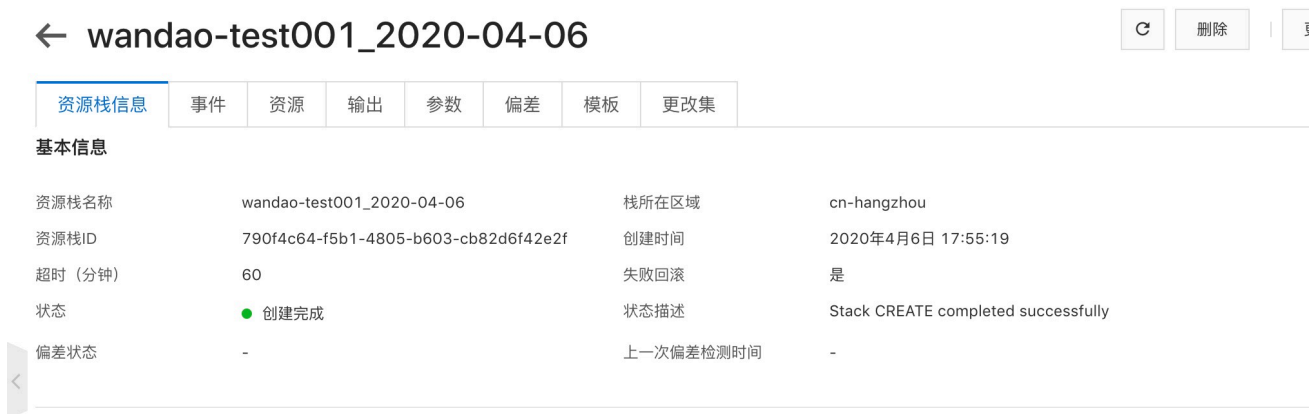 wandao-test001_2020-04-06
删除
资源栈信息 事件 资源 输出 参数 偏差 模板 更改集
基本信息
资源栈名称 wandao-test001_2020-04-06 栈所在区域 cn-hangzhou
资源栈ID 790f4c64-f5b1-4805-b603-cb82d6f42e2f 创建时间 2020年4月6日 17:55:19
超时（分钟） 60 失败回滚 是
状态 创建完成 状态描述 Stack CREATE completed successfully
偏差状态 - 上一次偏差检测时间 -